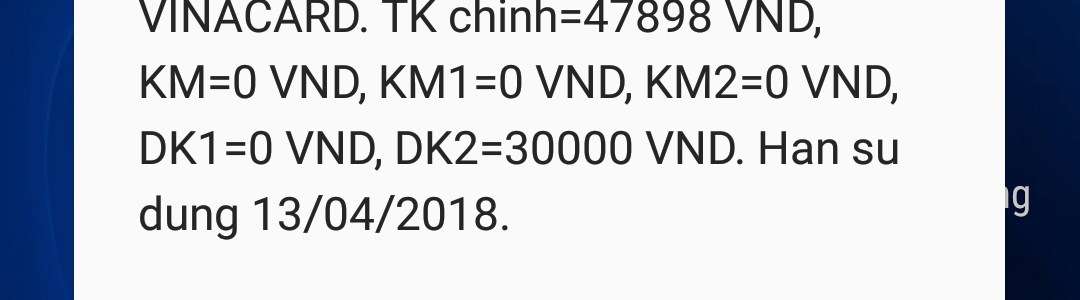 VINACARD. TK chinh=47898 VND,
KM=0 VND, KM1=0 VND, KM2=0 VND,
DK1=0 VND, DK2=30000 VND. Han su
dung 13/04/2018.